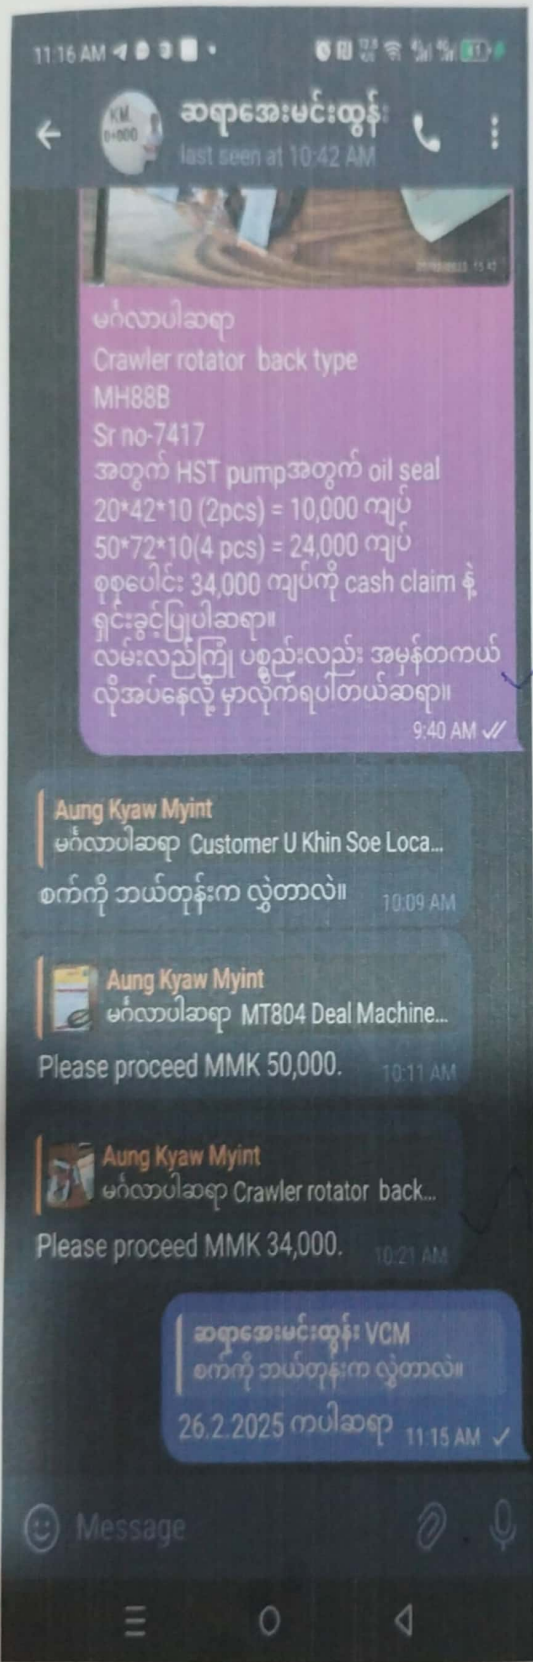 11:16 AM
ဆရာအေးမင်းထွန်း
last seen at 10:42 AM
မင်္ဂလာပါဆရာ
Crawler rotator back type
MH88B
Sr no-7417
အတွက် HST pumpအတွက် oil seal
20*42*10 (2pcs) = 10,000 ကျပ်
50*72*10(4 pcs) = 24,000 ကျပ်
စုစုပေါင်း 34,000 ကျပ်ကို cash claim နဲ့
ရှင်းခွင့်ပြုပါဆရာ။
လမ်းလည်ကြုံ ပစ္စည်းလည်း အမှန်တကယ်
လိုအပ်နေလို့ မှာလိုက်ရပါတယ်ဆရာ။
9:40 AM
Aung Kyaw Myint
မင်္ဂလာပါဆရာ Customer U Khin Soe Loca...
စက်ကို ဘယ်တုန်းက လွှဲတာလဲ။
10:09 AM
Aung Kyaw Myint
မင်္ဂလာပါဆရာ MT804 Deal Machine...
Please proceed MMK 50,000.
10:11 AM
Aung Kyaw Myint
မင်္ဂလာပါဆရာ Crawler rotator back...
Please proceed MMK 34,000.
10:21 AM
ဆရာအေးမင်းထွန်း VCM
စက်ကို ဘယ်တုန်းက လွှဲတာလဲ။
26.2.2025 ကပါဆရာ 11:15 AM
Message